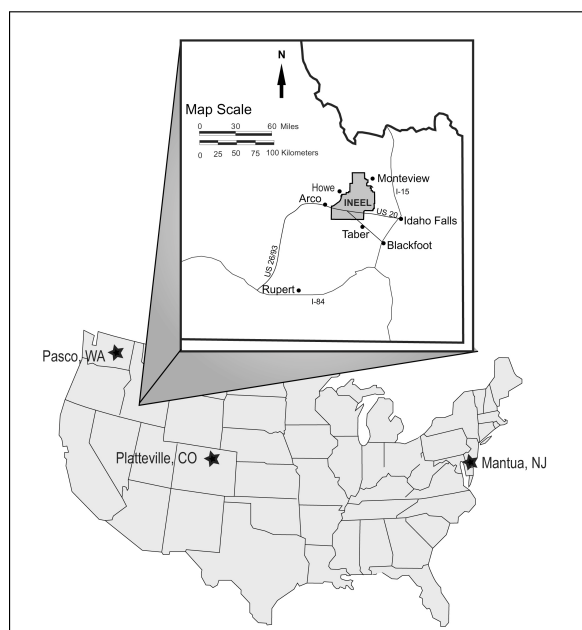 N
Map Scale
0 30 60 Miles
0 25 50 75 100 Kilometers
Monteview
Howe
I-15
Arco
INEEL
US 20
Idaho Falls
Taber
Blackfoot
US 26/93
Rupert
I-84
Pasco, WA
Platteville, CO
Mantua, NJ